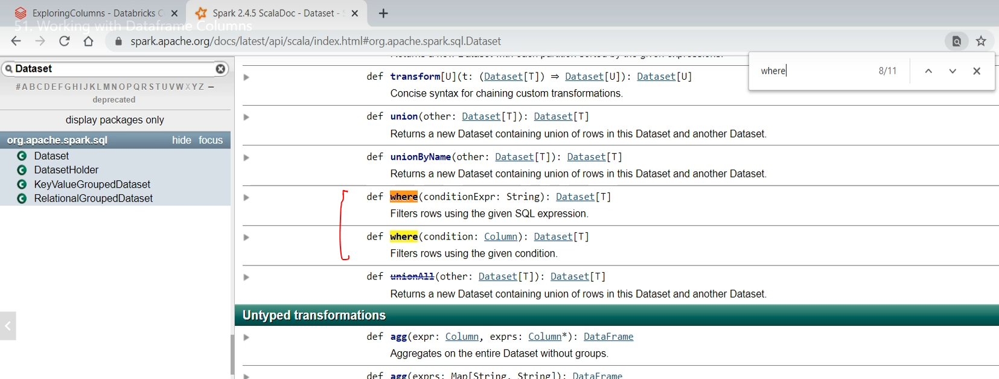 ExploringColumns - Databricks C
Spark 2.4.5 ScalaDoc - Dataset - S
51. Working with Dataframe Columns
spark.apache.org/docs/latest/api/scala/index.html#org.apache.spark.sql.Dataset
where 8/11
Dataset
#ABCDEFGHIJKLMNOPQRSTUVWXYZ –
deprecated
display packages only
org.apache.spark.sql hide focus
Dataset
DatasetHolder
KeyValueGroupedDataset
RelationalGroupedDataset
def transform[U](t: (Dataset[T]) ⇒ Dataset[U]): Dataset[U]
Concise syntax for chaining custom transformations.
def union(other: Dataset[T]): Dataset[T]
Returns a new Dataset containing union of rows in this Dataset and another Dataset.
def unionByName(other: Dataset[T]): Dataset[T]
Returns a new Dataset containing union of rows in this Dataset and another Dataset.
def where(conditionExpr: String): Dataset[T]
Filters rows using the given SQL expression.
def where(condition: Column): Dataset[T]
Filters rows using the given condition.
def unionAll(other: Dataset[T]): Dataset[T]
Returns a new Dataset containing union of rows in this Dataset and another Dataset.
Untyped transformations
def agg(expr: Column, exprs: Column*): DataFrame
Aggregates on the entire Dataset without groups.
def agg(exprs: Map[String, String]): DataFrame